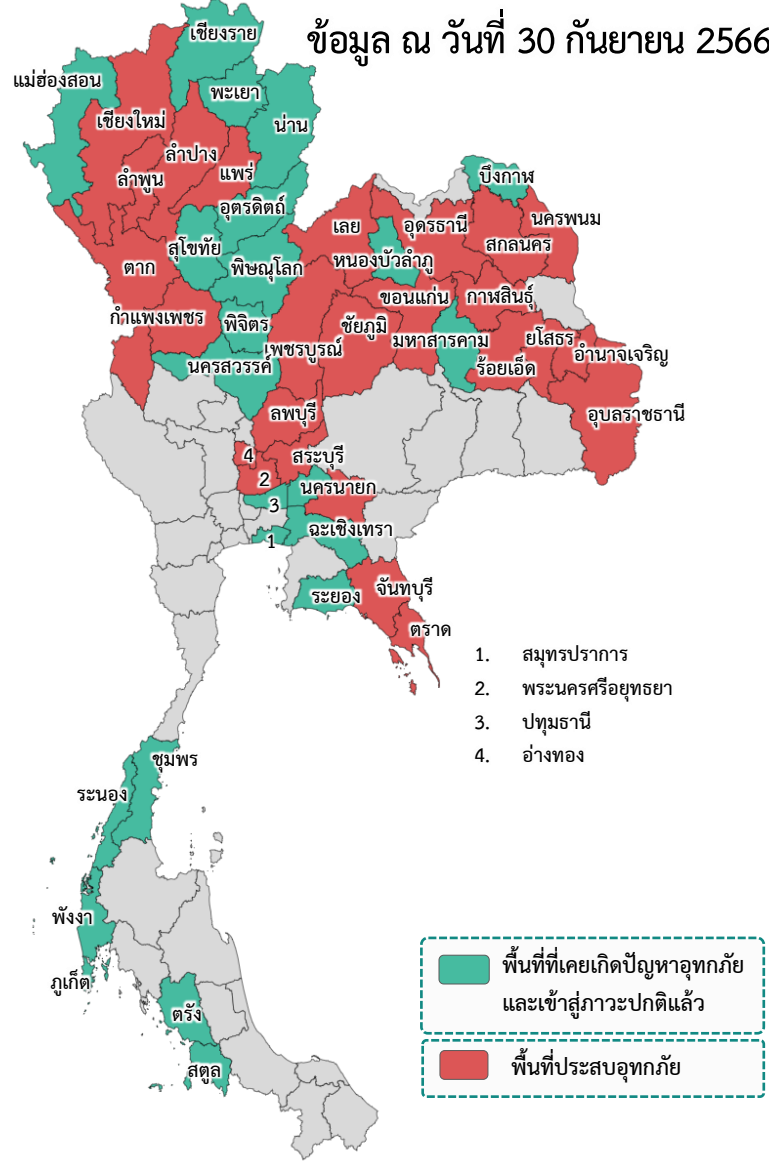 ข้อมูล ณ วันที่ 30 กันยายน 2566
เชียงราย
แม่ฮ่องสอน
พะเยา
เชียงใหม่
น่าน
ลำปาง
แพร่
ลำพูน
บึงกาฬ
อุตรดิตถ์
นครพนม
เลย
อุดรธานี
สุโขทัย
สกลนคร
หนองบัวลำภู
ตาก
พิษณุโลก
ขอนแก่น
กาฬสินธุ์
กำแพงเพชร
พิจิตร
ชัยภูมิ
มหาสารคาม
ยโสธร
เพชรบูรณ์
อำนาจเจริญ
นครสวรรค์
ร้อยเอ็ด
ลพบุรี
อุบลราชธานี
4
สระบุรี
2
นครนายก
3
ฉะเชิงเทรา
1
จันทบุรี
ระยอง
ตราด
1. สมุทรปราการ
2. พระนครศรีอยุทธยา
3. ปทุมธานี
4. อ่างทอง
ชุมพร
ระนอง
พังงา
ภูเก็ต
ตรัง
สตูล
พื้นที่ที่เคยเกิดปัญหาอุทกภัย
และเข้าสู่ภาวะปกติแล้ว
พื้นที่ประสบอุทกภัย